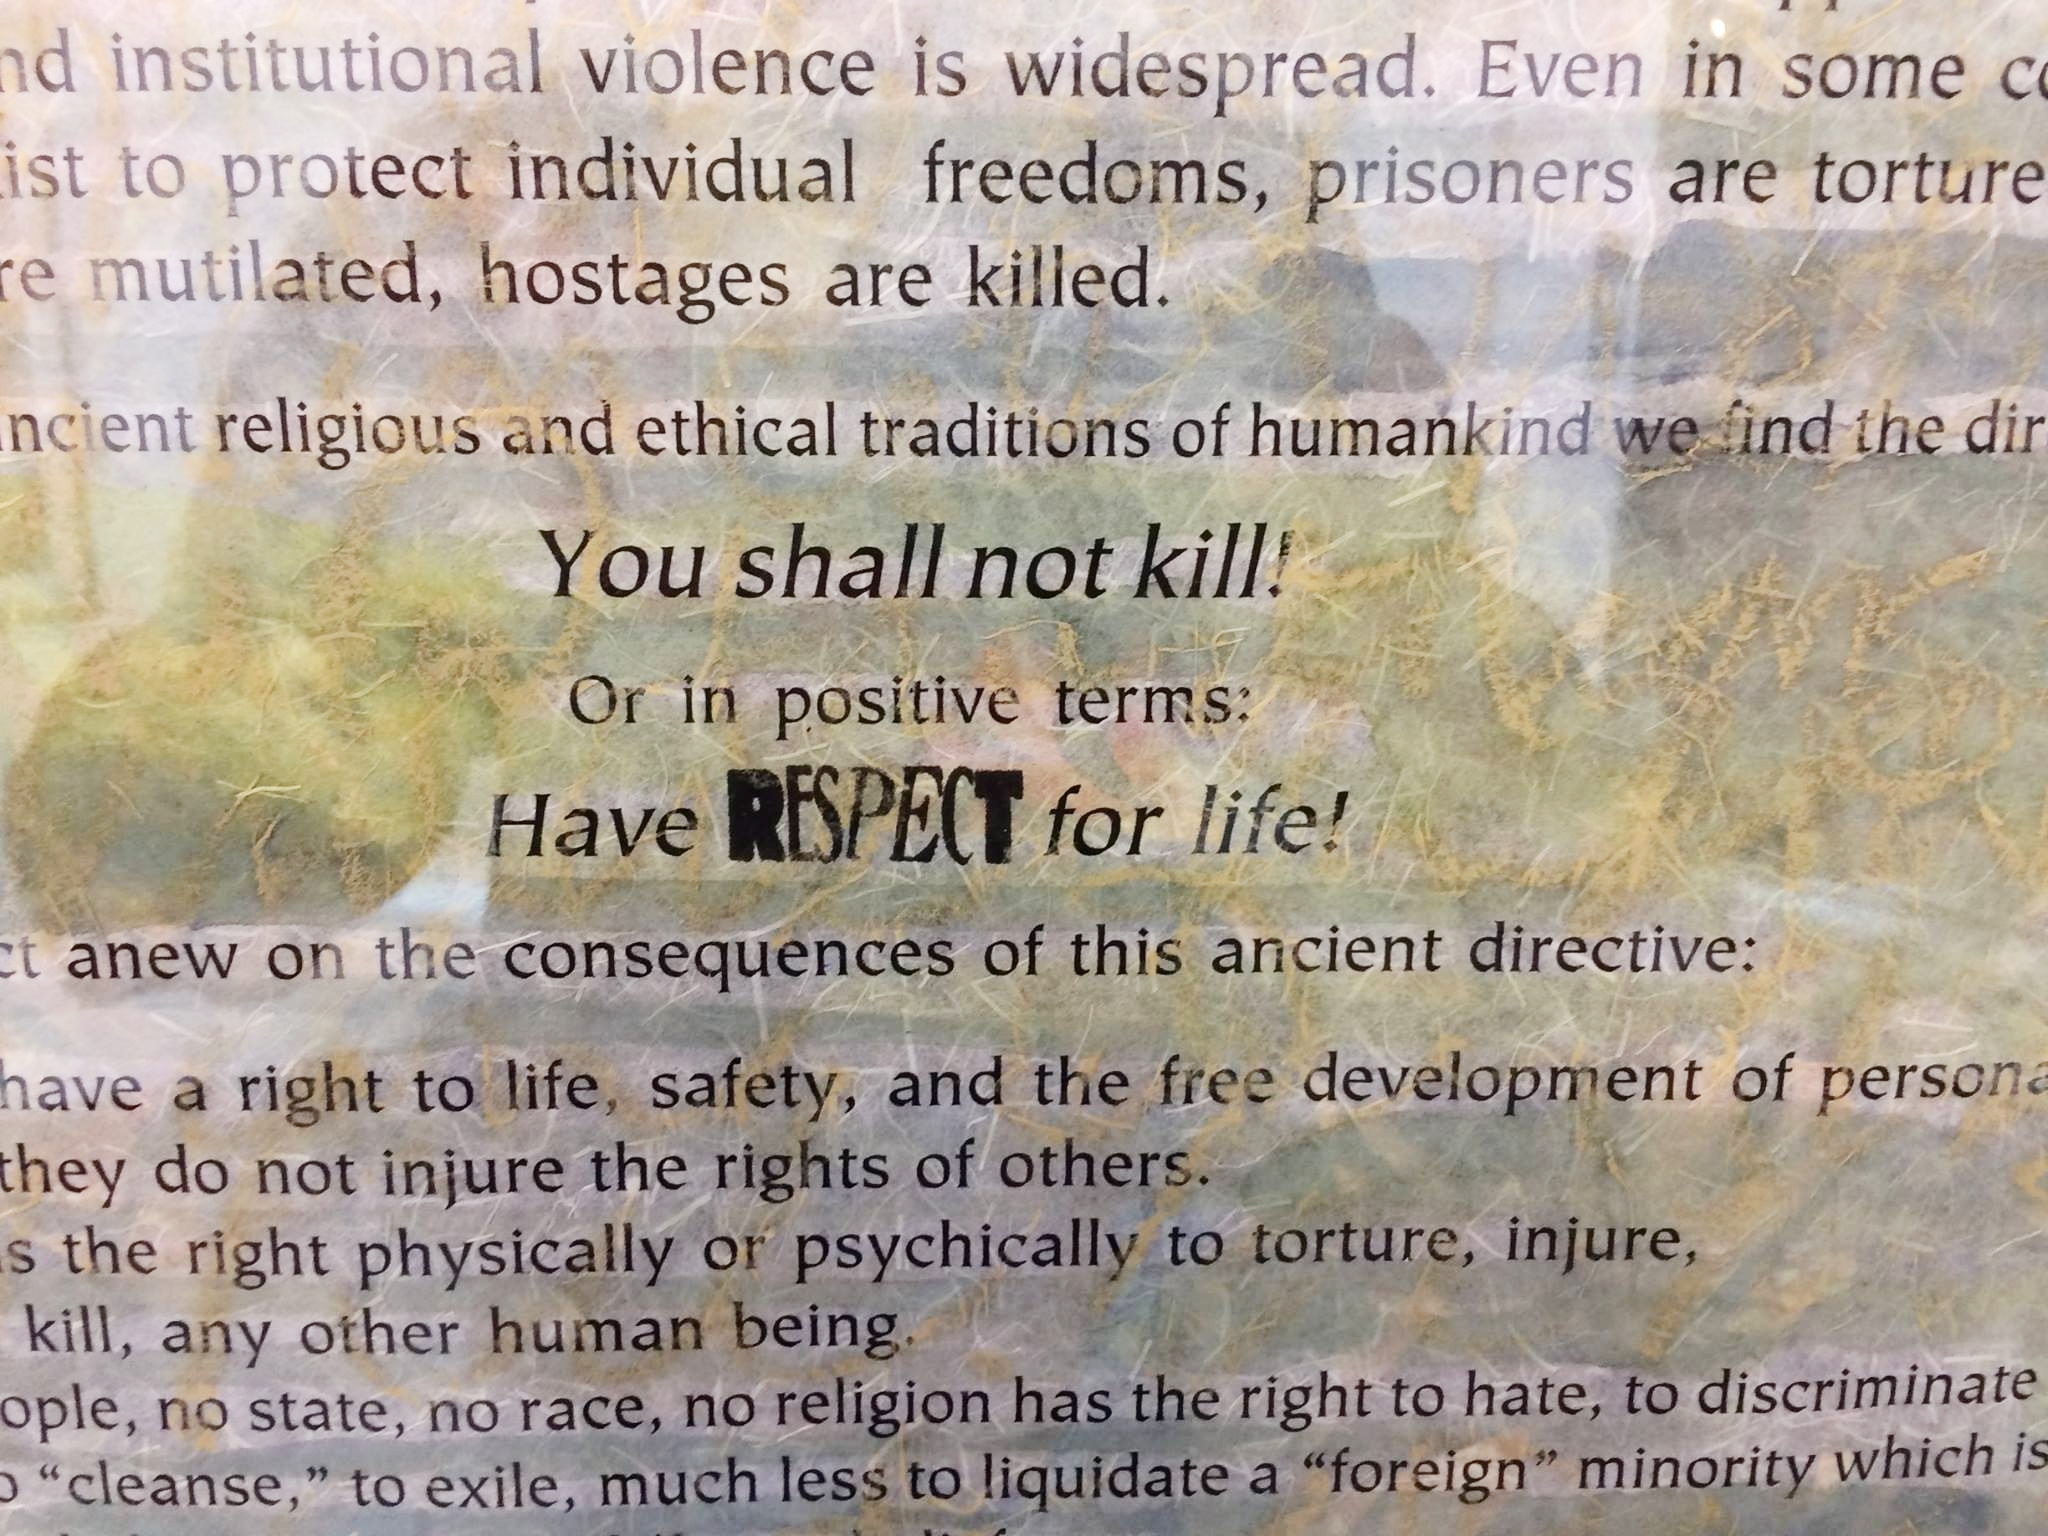 nd institutional violence is widespread. Even in some co
ist to protect individual freedoms, prisoners are torture
re mutilated, hostages are killed.
ncient religious and ethical traditions of humankind we find the dir
You shall not kill!
Or in positive terms:
Have RESPECT for life!
ct anew on the consequences of this ancient directive:
have a right to life, safety, and the free development of persona
they do not injure the rights of others.
s the right physically or psychically to torture, injure,
kill, any other human being.
ople, no state, no race, no religion has the right to hate, to discriminate
o “cleanse,” to exile, much less to liquidate a “foreign” minority which is